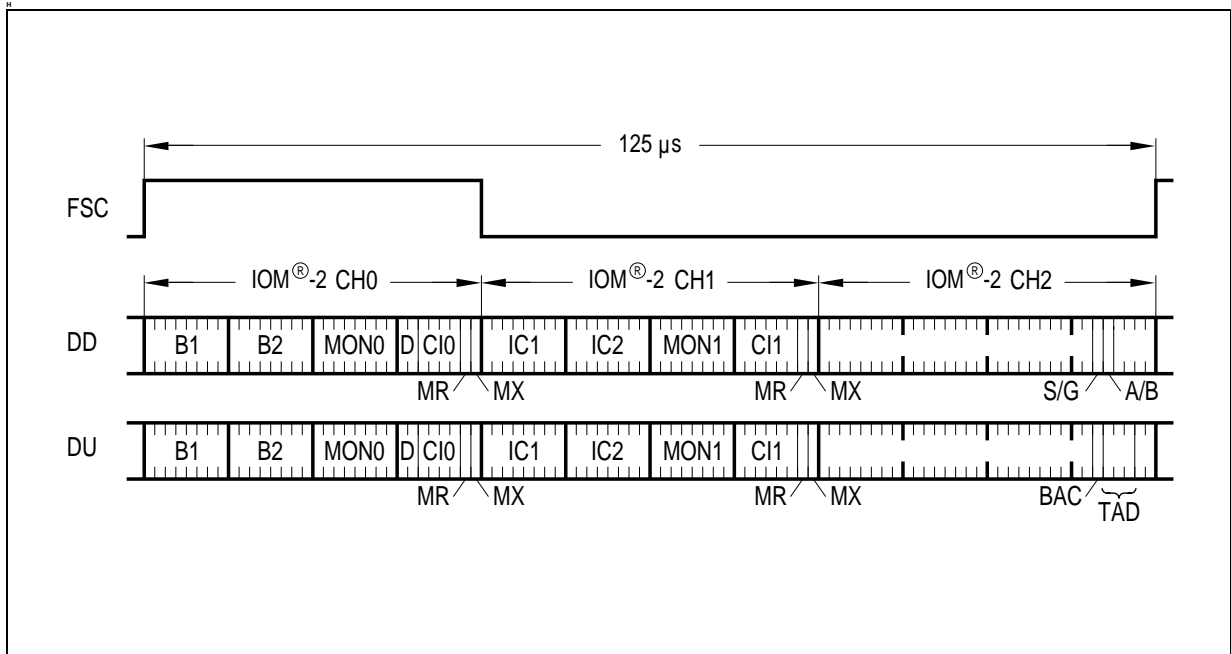 H
125 µs
FSC
IOM®-2 CH0 IOM®-2 CH1 IOM®-2 CH2
DD B1 B2 MON0 D CI0 IC1 IC2 MON1 CI1
MR MX MR MX S/G A/B
DU B1 B2 MON0 D CI0 IC1 IC2 MON1 CI1
MR MX MR MX BAC TAD